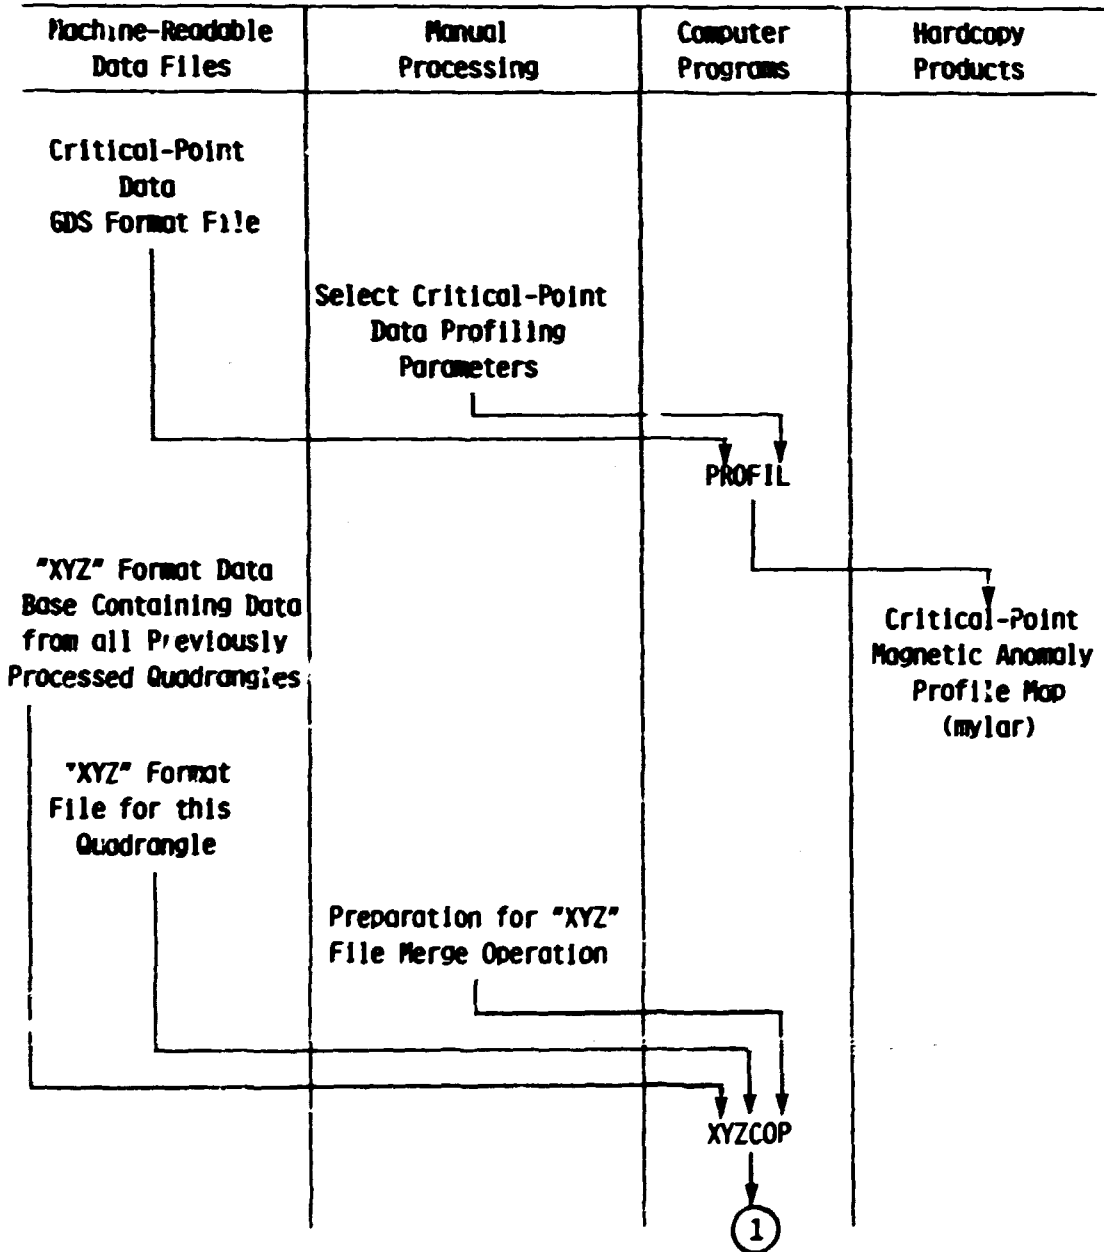 Machine-Readable
Data Files
Manual
Processing
Computer
Programs
Hardcopy
Products
Critical-Point
Data
GDS Format File
Select Critical-Point
Data Profiling
Parameters
PROFIL
"XYZ" Format Data
Base Containing Data
from all Previously
Processed Quadrangles
Critical-Point
Magnetic Anomaly
Profile Map
(mylar)
"XYZ" Format
File for this
Quadrangle
Preparation for "XYZ"
File Merge Operation
XYZCOP
1